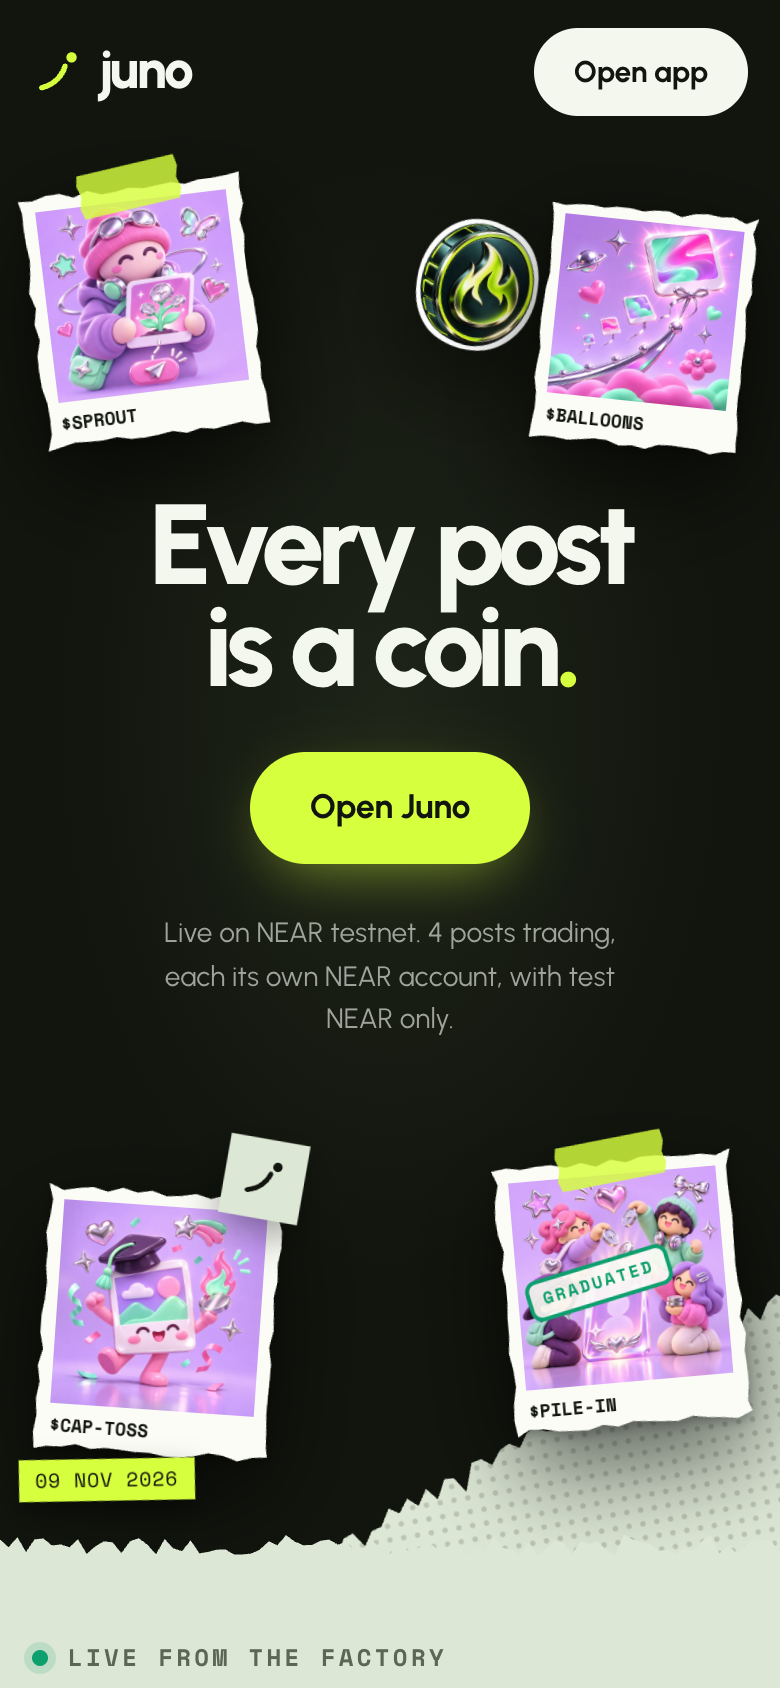 juno
Open app
$SPROUT
$BALLOONS
Every post
is a coin.
Open Juno
Live on NEAR testnet. 4 posts trading,
each its own NEAR account, with test
NEAR only.
GRADUATED
$CAP-TOSS
$PILE-IN
09 NOV 2026
LIVE FROM THE FACTORY